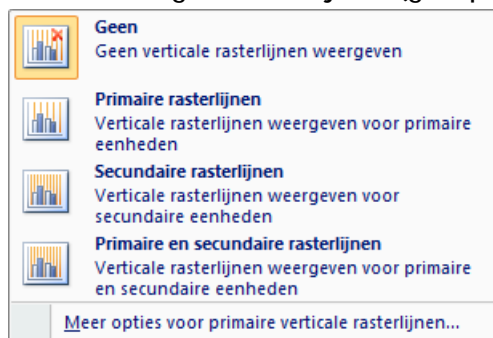 Geen
Geen verticale rasterlijnen weergeven
Primaire rasterlijnen
Verticale rasterlijnen weergeven voor primaire
eenheden
Secundaire rasterlijnen
Verticale rasterlijnen weergeven voor
secundaire eenheden
Primaire en secundaire rasterlijnen
Verticale rasterlijnen weergeven voor primaire
en secundaire eenheden
Meer opties voor primaire verticale rasterlijnen...